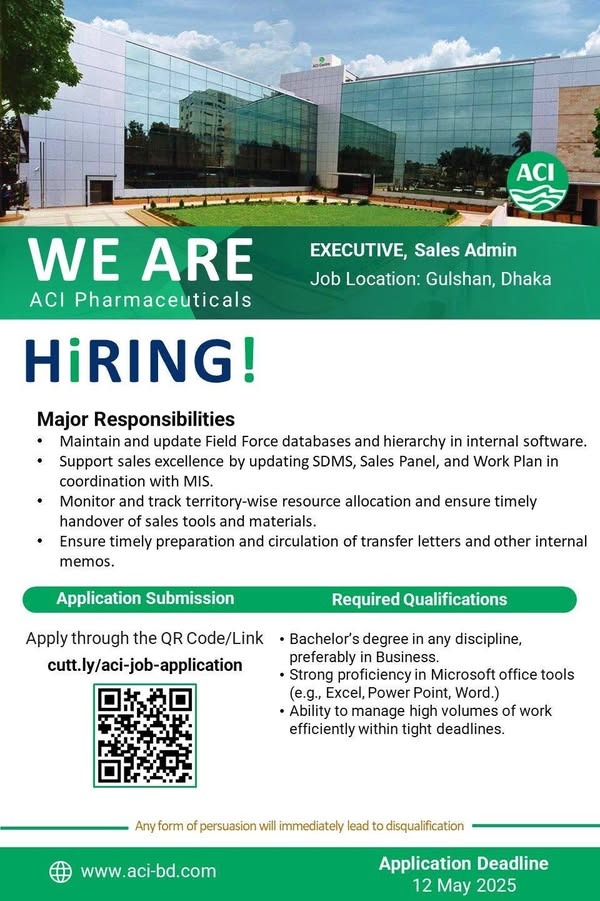 ACI
WE ARE
ACI Pharmaceuticals
EXECUTIVE, Sales Admin
Job Location: Gulshan, Dhaka
HiRING!
Major Responsibilities
• Maintain and update Field Force databases and hierarchy in internal software.
• Support sales excellence by updating SDMS, Sales Panel, and Work Plan in
coordination with MIS.
• Monitor and track territory-wise resource allocation and ensure timely
handover of sales tools and materials.
• Ensure timely preparation and circulation of transfer letters and other internal
memos.
Application Submission
Apply through the QR Code/Link
cutt.ly/aci-job-application
Required Qualifications
• Bachelor's degree in any discipline,
preferably in Business.
• Strong proficiency in Microsoft office tools
(e.g., Excel, Power Point, Word.)
• Ability to manage high volumes of work
efficiently within tight deadlines.
Any form of persuasion will immediately lead to disqualification
www.aci-bd.com
Application Deadline
12 May 2025